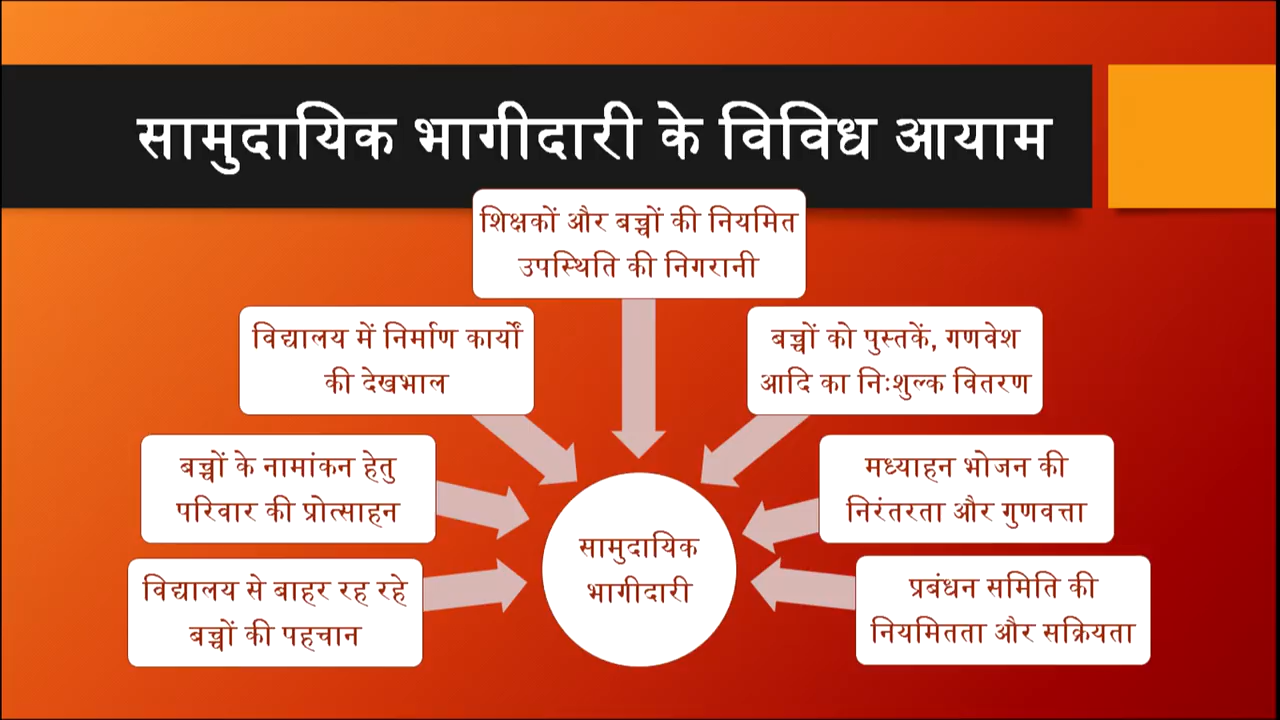 सामुदायिक भागीदारी के विविध आयाम
शिक्षकों और बच्चों की नियमित
उपस्थिति की निगरानी
विद्यालय में निर्माण कार्यों
की देखभाल
बच्चों को पुस्तकें, गणवेश
आदि का निःशुल्क वितरण
बच्चों के नामांकन हेतु
परिवार की प्रोत्साहन
मध्याहन भोजन की
निरंतरता और गुणवत्ता
सामुदायिक
भागीदारी
विद्यालय से बाहर रह रहे
बच्चों की पहचान
प्रबंधन समिति की
नियमितता और सक्रियता